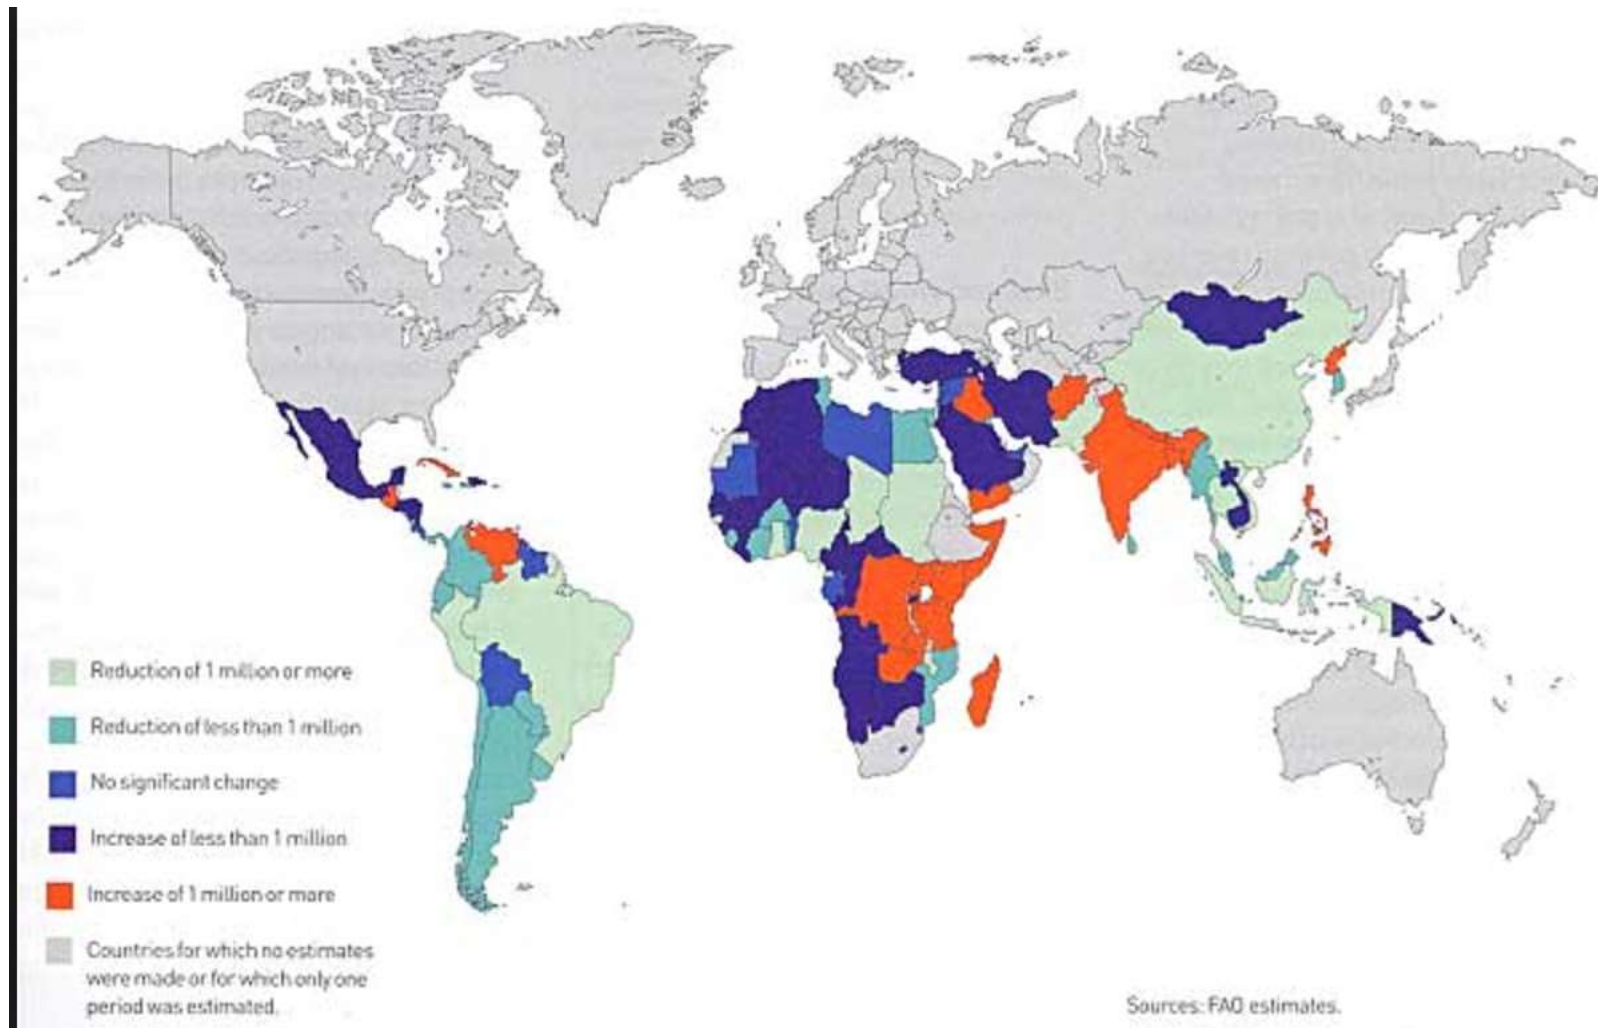 Reduction of 1 million or more
Reduction of less than 1 million
No significant change
Increase of less than 1 million
Increase of 1 million or more
Countries for which no estimates
were made or for which only one
period was estimated.
Sources: FAO estimates.